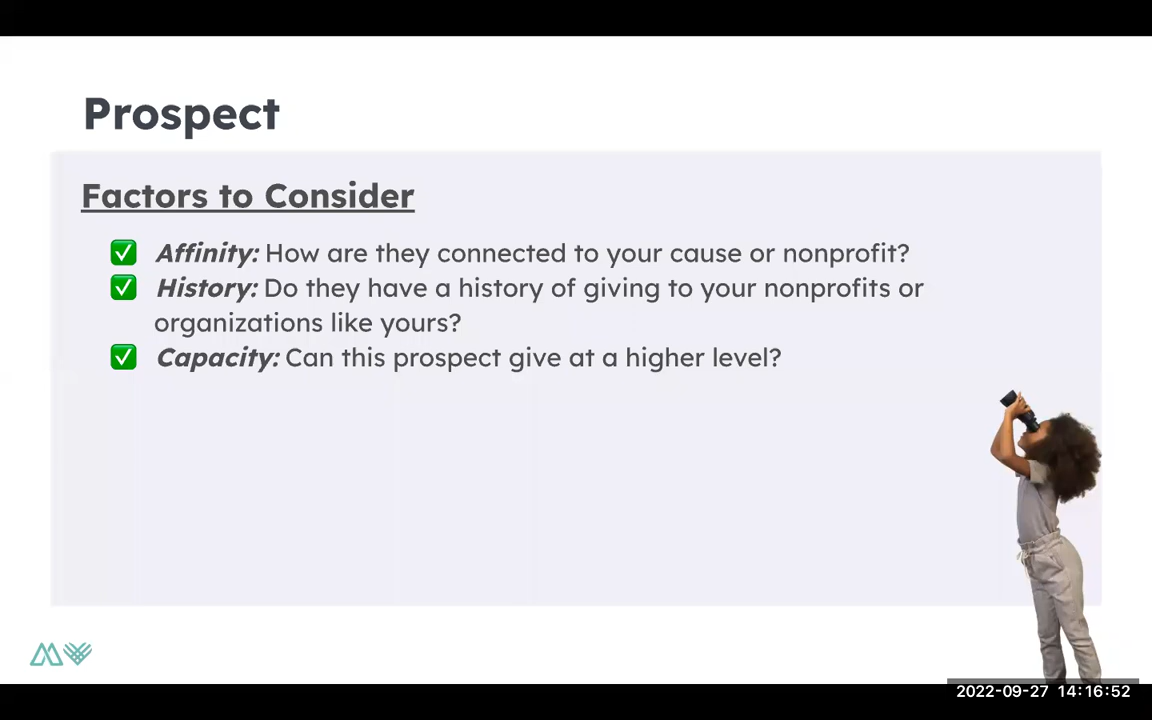 Prospect
Factors to Consider
Affinity: How are they connected to your cause or nonprofit?
History: Do they have a history of giving to your nonprofits or
organizations like yours?
Capacity: Can this prospect give at a higher level?
2022-09-27 14:16:52